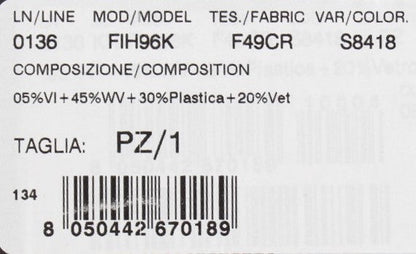 LN/LINE MOD/MODEL TES./FABRIC VAR/COLOR.
0136 FIH96K F49CR S8418
COMPOSIZIONE/COMPOSITION
05%VI+45%WV+30%Plastica+20%Vet
TAGLIA: PZ/1
134
8 050442 670189